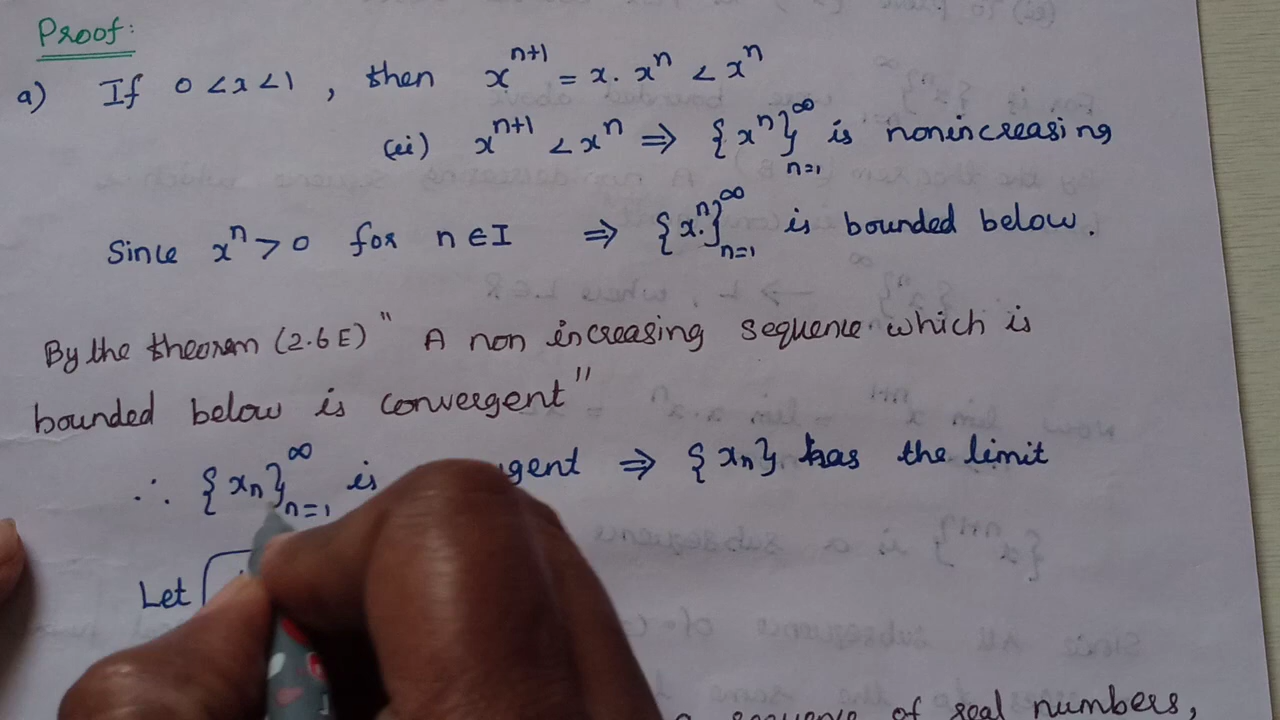 Proof:
a) If 0 < x < 1 , then x^{n+1} = x . x^n < x^n
(ii) x^{n+1} < x^n ⇒ {x^n}_{n=1}^∞ is nonincreasing
Since x^n > 0 for n ∈ I ⇒ {x^n}_{n=1}^∞ is bounded below.
By the theorem (2.6E) " A non increasing sequence which is
bounded below is convergent"
∴ {x_n}_{n=1}^∞ is gent ⇒ {x_n} has the limit
Let
a sequence of real numbers,